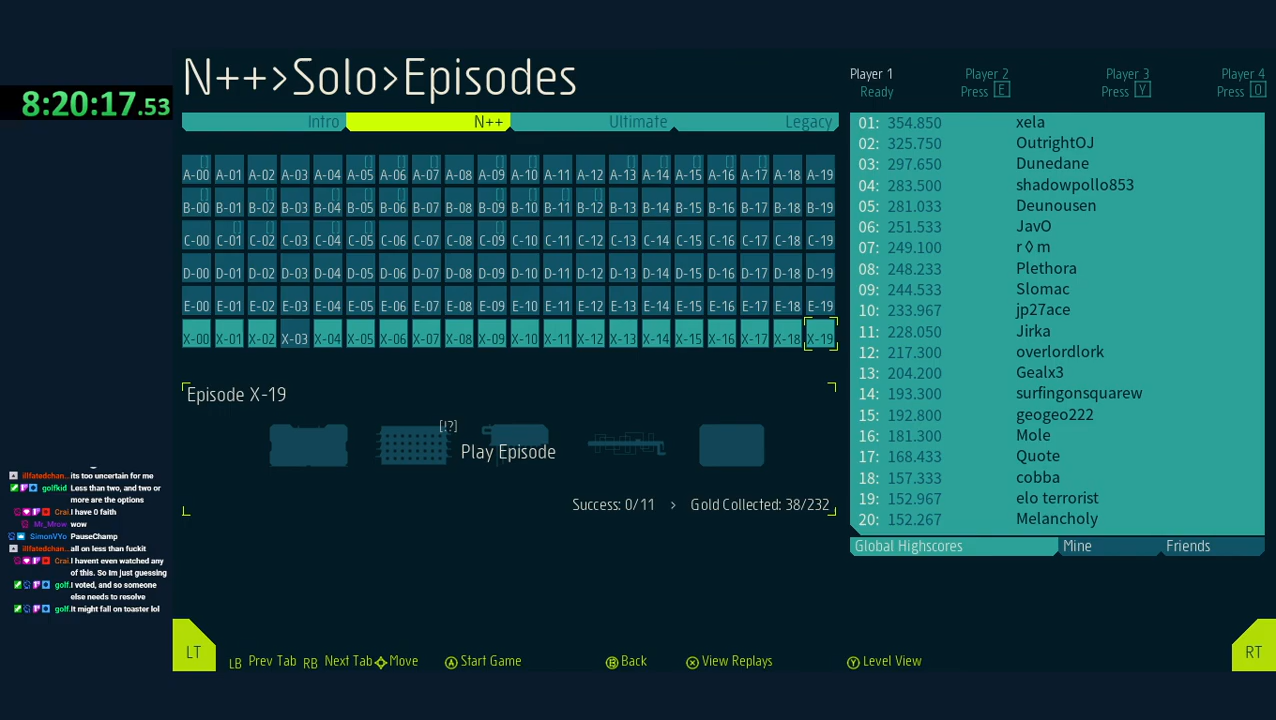 N++>Solo>Episodes
8:20:17.53
Player 1
Ready
Player 2
Press E
Player 3
Press Y
Player 4
Press O
Intro
N++
Ultimate
Legacy
A-00 A-01 A-02 A-03 A-04 A-05 A-06 A-07 A-08 A-09 A-10 A-11 A-12 A-13 A-14 A-15 A-16 A-17 A-18 A-19
B-00 B-01 B-02 B-03 B-04 B-05 B-06 B-07 B-08 B-09 B-10 B-11 B-12 B-13 B-14 B-15 B-16 B-17 B-18 B-19
C-00 C-01 C-02 C-03 C-04 C-05 C-06 C-07 C-08 C-09 C-10 C-11 C-12 C-13 C-14 C-15 C-16 C-17 C-18 C-19
D-00 D-01 D-02 D-03 D-04 D-05 D-06 D-07 D-08 D-09 D-10 D-11 D-12 D-13 D-14 D-15 D-16 D-17 D-18 D-19
E-00 E-01 E-02 E-03 E-04 E-05 E-06 E-07 E-08 E-09 E-10 E-11 E-12 E-13 E-14 E-15 E-16 E-17 E-18 E-19
X-00 X-01 X-02 X-03 X-04 X-05 X-06 X-07 X-08 X-09 X-10 X-11 X-12 X-13 X-14 X-15 X-16 X-17 X-18 X-19
Episode X-19
[!?]
Play Episode
Success: 0/11 > Gold Collected: 38/232
01: 354.850 xela
02: 325.750 OutrightOJ
03: 297.650 Dunedane
04: 283.500 shadowpollo853
05: 281.033 Deunousen
06: 251.533 JavO
07: 249.100 r◊m
08: 248.233 Plethora
09: 244.533 Slomac
10: 233.967 jp27ace
11: 228.050 Jirka
12: 217.300 overlordlork
13: 204.200 Gealx3
14: 193.300 surfingonsquarew
15: 192.800 geogeo222
16: 181.300 Mole
17: 168.433 Quote
18: 157.333 cobba
19: 152.967 elo terrorist
20: 152.267 Melancholy
Global Highscores
Mine
Friends
illfatedchan... its too uncertain for me
golfkid Less than two, and two or
more are the options
Crai. I have 0 faith
Mr_Mrow wow
SimonVYo PauseChamp
illfatedchan... all on less than fuckit
Crai. I havent even watched any
of this. So Im just guessing
golf. I voted, and so someone
else needs to resolve
golf. It might fall on toaster lol
LT
LB Prev Tab RB Next Tab Move A Start Game B Back X View Replays Y Level View
RT